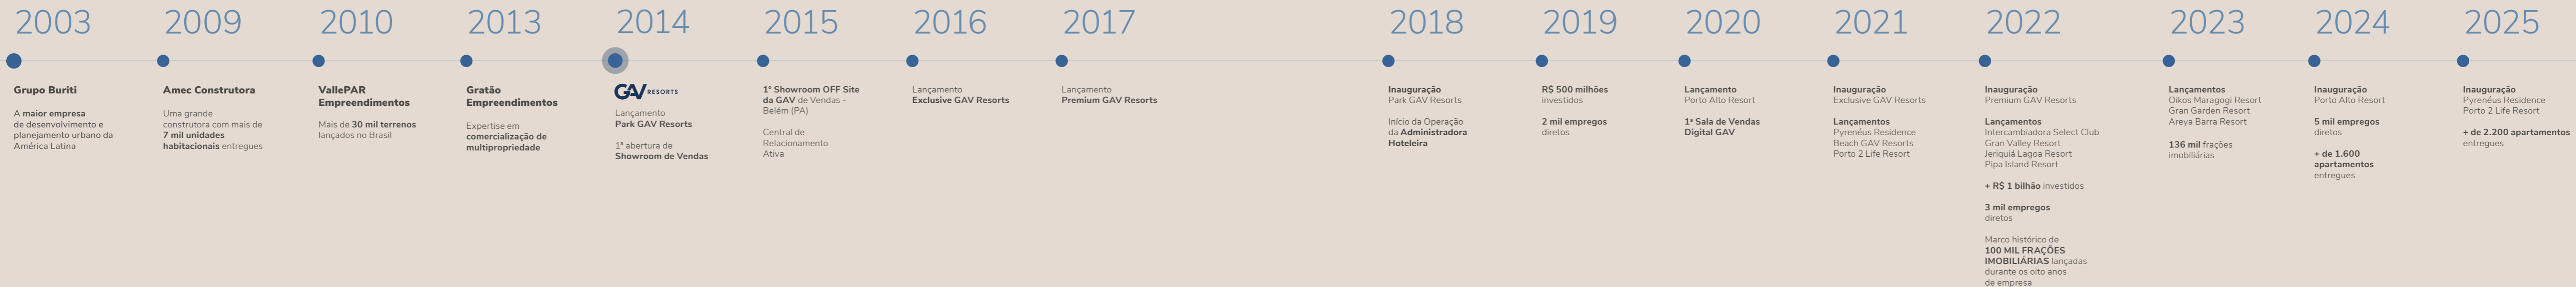 2003
Grupo Buriti
A maior empresa
de desenvolvimento e
planejamento urbano da
América Latina
2009
Amec Construtora
Uma grande
construtora com mais de
7 mil unidades
habitacionais entregues
2010
VallePAR
Empreendimentos
Mais de 30 mil terrenos
lançados no Brasil
2013
Gratão
Empreendimentos
Expertise em
comercialização de
multipropriedade
2014
GAV RESORTS
Lançamento
Park GAV Resorts
1ª abertura de
Showroom de Vendas
2015
1º Showroom OFF Site
da GAV de Vendas -
Belém (PA)
Central de
Relacionamento
Ativa
2016
Lançamento
Exclusive GAV Resorts
2017
Lançamento
Premium GAV Resorts
2018
Inauguração
Park GAV Resorts
Início da Operação
da Administradora
Hoteleira
2019
R$ 500 milhões
investidos
2 mil empregos
diretos
2020
Lançamento
Porto Alto Resort
1ª Sala de Vendas
Digital GAV
2021
Inauguração
Exclusive GAV Resorts
Lançamentos
Pyrenéus Residence
Beach GAV Resorts
Porto 2 Life Resort
2022
Inauguração
Premium GAV Resorts
Lançamentos
Intercambiadora Select Club
Gran Valley Resort
Jeriquiá Lagoa Resort
Pipa Island Resort
+ R$ 1 bilhão investidos
3 mil empregos
diretos
Marco histórico de
100 MIL FRAÇÕES
IMOBILIÁRIAS lançadas
durante os oito anos
de empresa
2023
Lançamentos
Oikos Maragogi Resort
Gran Garden Resort
Areya Barra Resort
136 mil frações
imobiliárias
2024
Inauguração
Porto Alto Resort
5 mil empregos
diretos
+ de 1.600
apartamentos
entregues
2025
Inauguração
Pyrenéus Residence
Porto 2 Life Resort
+ de 2.200 apartamentos
entregues